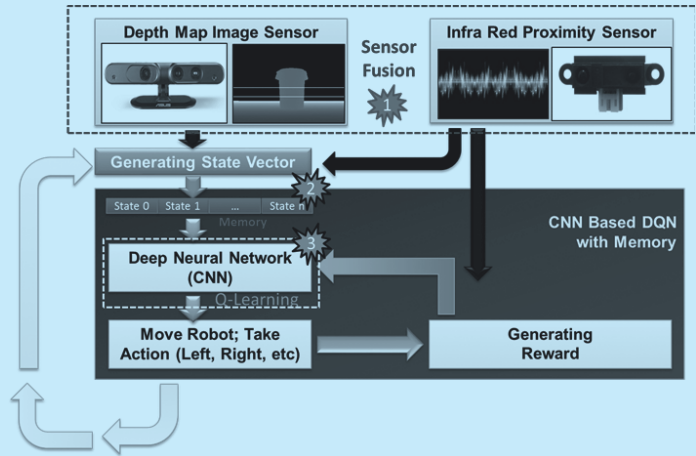 Depth Map Image Sensor
Infra Red Proximity Sensor
Sensor
Fusion
1
ASUS
Generating State Vector
2
State 0 State 1 ... State n
Memory
CNN Based DQN
with Memory
3
Deep Neural Network
(CNN)
Q-Learning
Move Robot; Take
Action (Left, Right, etc)
Generating
Reward